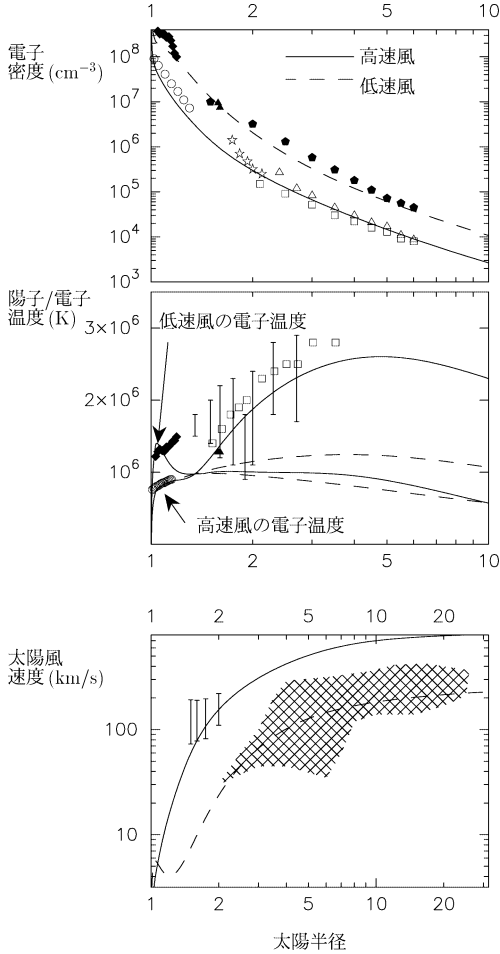 1 2 5 10
電子
密度(cm⁻³)
高速風
低速風
10⁸
10⁷
10⁶
10⁵
10⁴
10³
陽子/電子
温度(K)
3×10⁶
低速風の電子温度
2×10⁶
10⁶
高速風の電子温度
1 2 5 10
1 2 5 10 20
太陽風
速度(km/s)
100
10
1 2 5 10 20
太陽半径